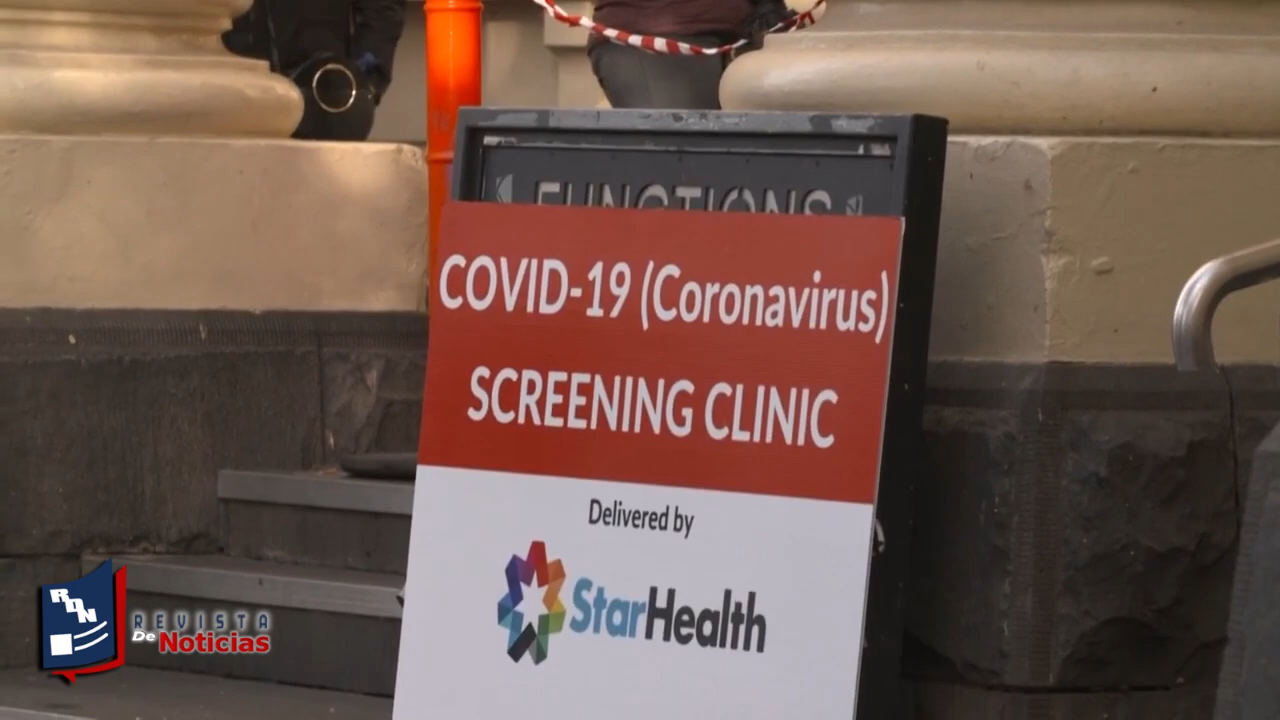 FUNCTIONS
COVID-19 (Coronavirus)
SCREENING CLINIC
Delivered by
StarHealth
RDN
REVISTA
De Noticias